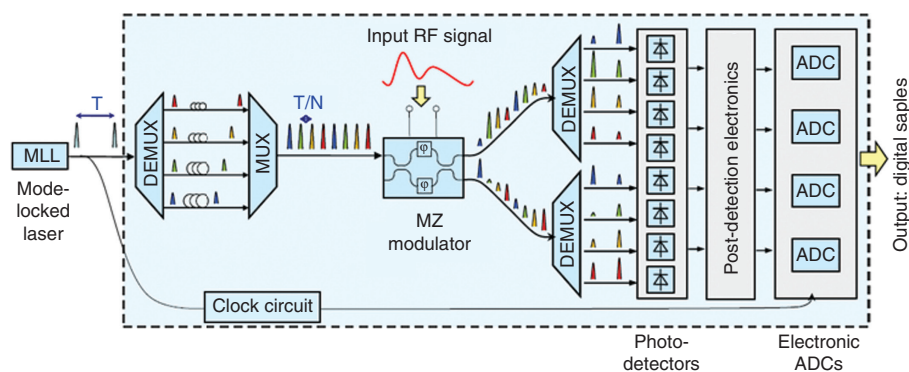 T
MLL
Mode-
locked
laser
DEMUX
MUX
T/N
Input RF signal
φ
φ
MZ
modulator
DEMUX
DEMUX
Clock circuit
Photo-
detectors
Post-detection electronics
ADC
ADC
ADC
ADC
Electronic
ADCs
Output: digital saples